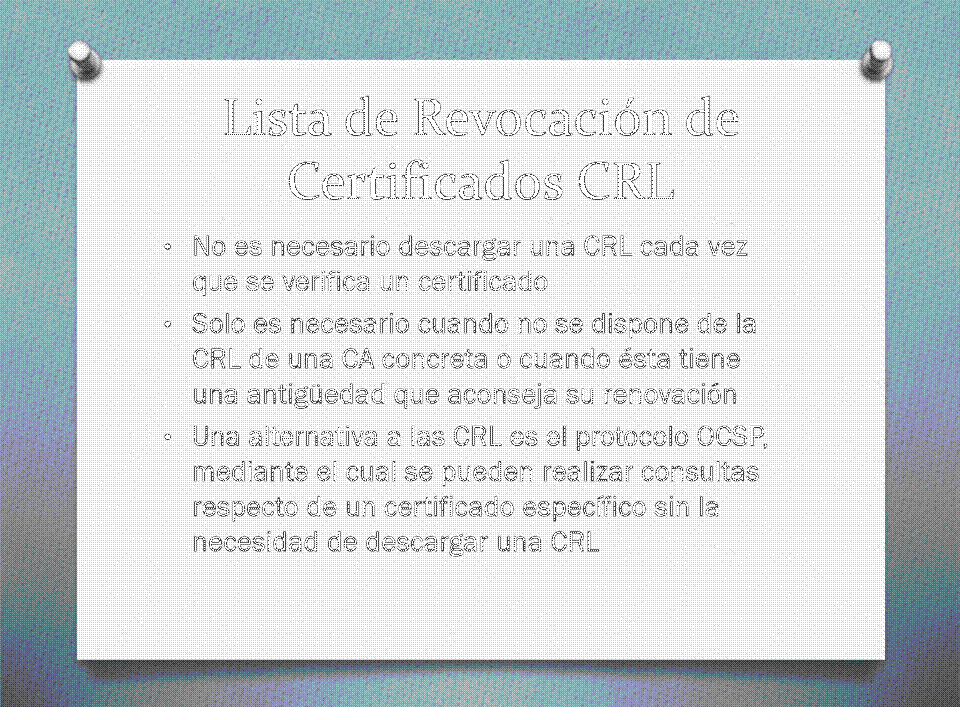 Lista de Revocación de
Certificados CRL
• No es necesario descargar una CRL cada vez
que se verifica un certificado
• Solo es necesario cuando no se dispone de la
CRL de una CA concreta o cuando ésta tiene
una antigüedad que aconseja su renovación
• Una alternativa a las CRL es el protocolo OCSP,
mediante el cual se pueden realizar consultas
respecto de un certificado específico sin la
necesidad de descargar una CRL